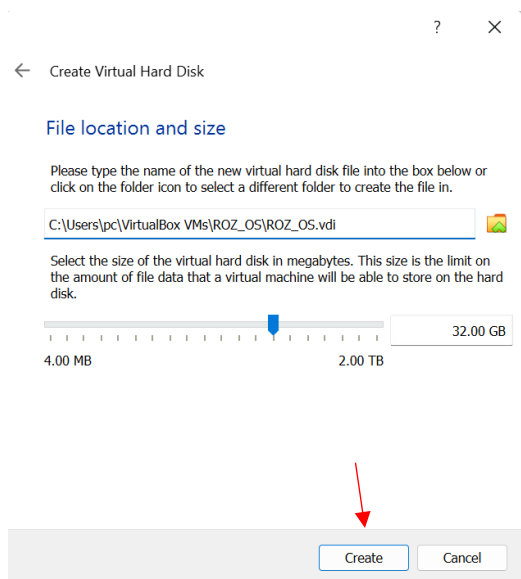 ?
Create Virtual Hard Disk
File location and size
Please type the name of the new virtual hard disk file into the box below or
click on the folder icon to select a different folder to create the file in.
C:\Users\pc\VirtualBox VMs\ROZ_OS\ROZ_OS.vdi
Select the size of the virtual hard disk in megabytes. This size is the limit on
the amount of file data that a virtual machine will be able to store on the hard
disk.
32.00 GB
4.00 MB 2.00 TB
Create Cancel